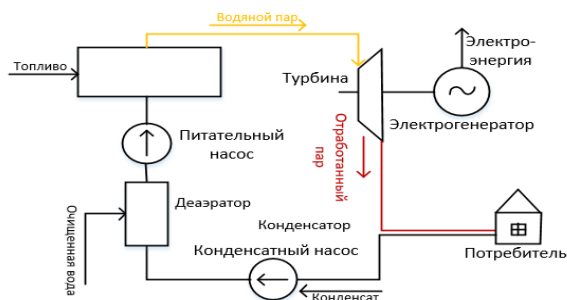 Водяной пар
Электро-
энергия
Топливо
Турбина
Электрогенератор
Питательный
насос
Отработанный
пар
Деаэратор
Очищенная вода
Конденсатор
Конденсатный насос
Потребитель
Конденсат